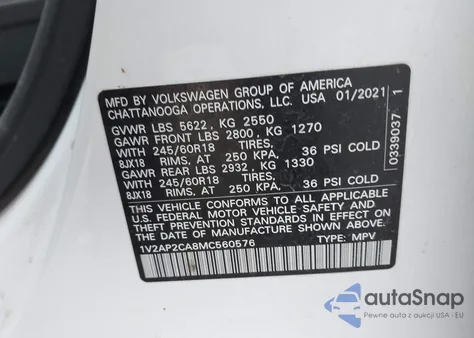 MFD BY VOLKSWAGEN GROUP OF AMERICA
CHATTANOOGA OPERATIONS, LLC. USA 01/2021
GVWR LBS 5622 , KG 2550
GAWR FRONT LBS 2800 , KG 1270
WITH 245/60R18 TIRES,
8JX18 RIMS, AT 250 KPA, 36 PSI COLD
GAWR REAR LBS 2932 , KG 1330
WITH 245/60R18 TIRES,
8JX18 RIMS, AT 250 KPA, 36 PSI COLD
THIS VEHICLE CONFORMS TO ALL APPLICABLE
U.S. FEDERAL MOTOR VEHICLE SAFETY AND
THEFT PREVENTION STANDARDS IN EFFECT ON THE
DATE OF MANUFACTURE SHOWN ABOVE.
1V2AP2CA8MC560576 TYPE: MPV
0339037 1
autoSnap
Pewne auta z USA - EU